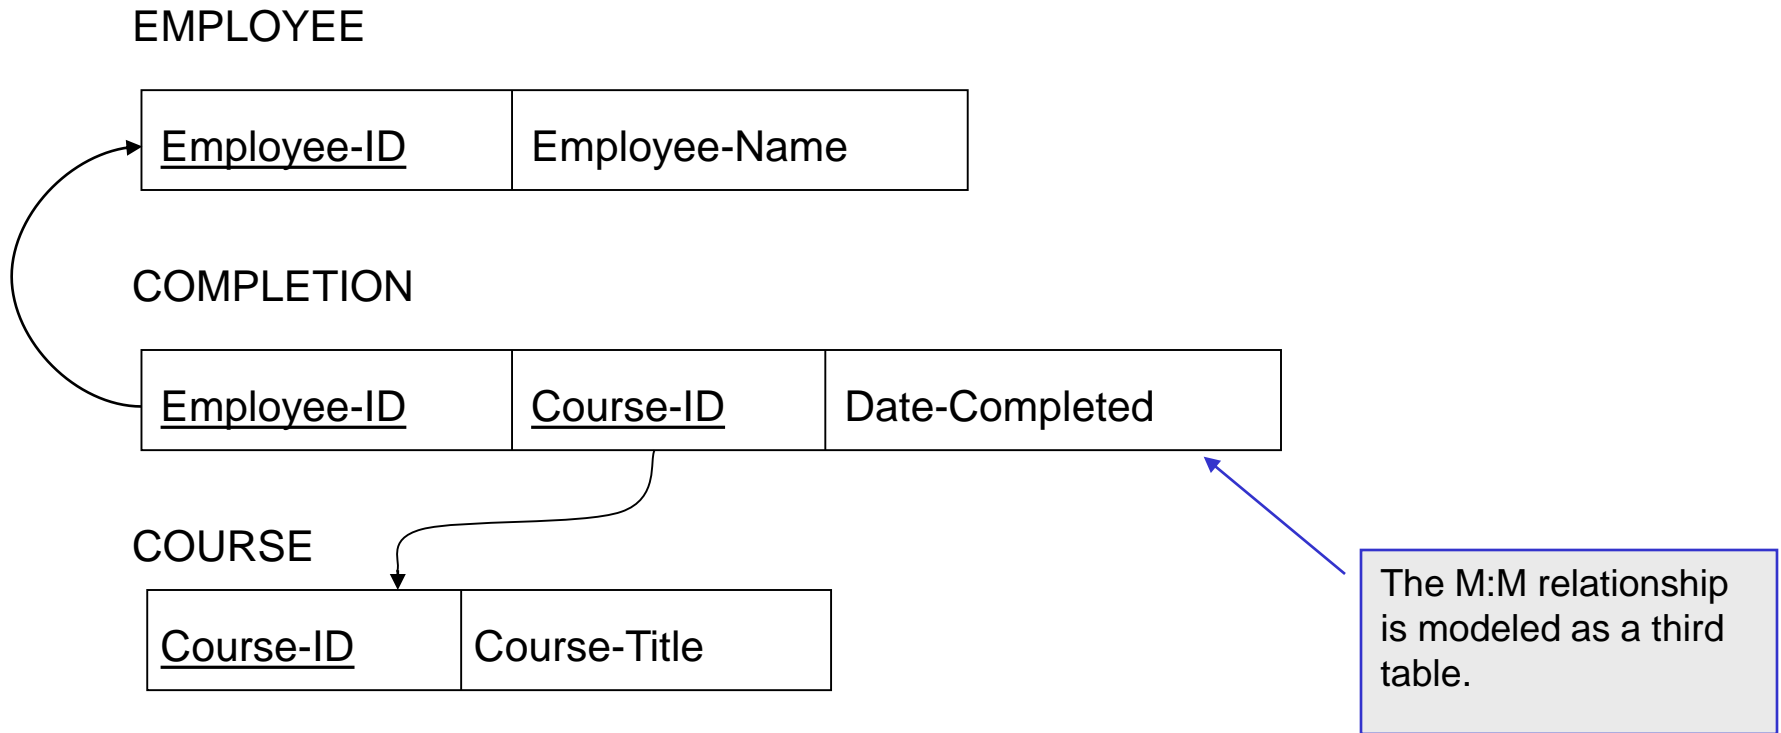 EMPLOYEE
Employee-ID Employee-Name
COMPLETION
Employee-ID Course-ID Date-Completed
COURSE
Course-ID Course-Title
The M:M relationship
is modeled as a third
table.